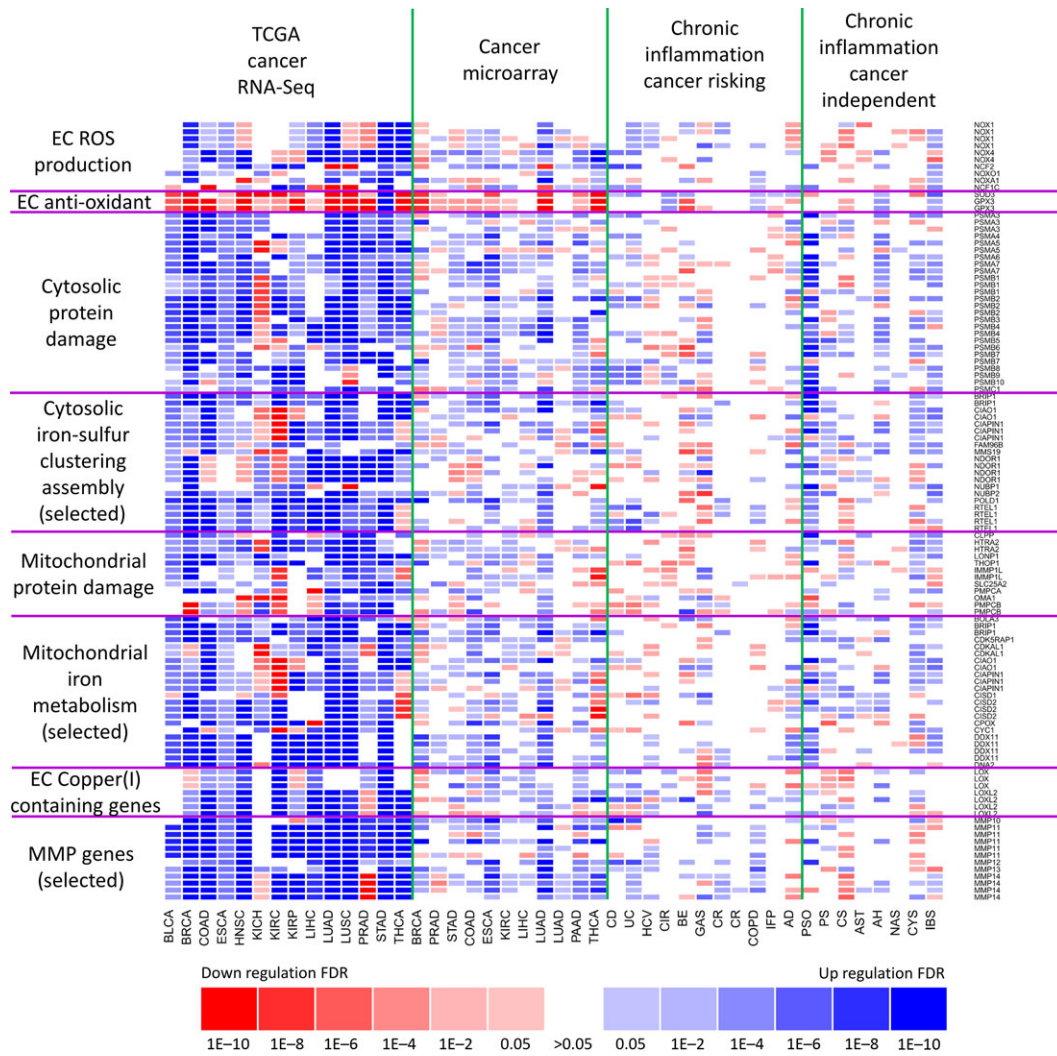 TCGA
cancer
RNA-Seq
Cancer
microarray
Chronic
inflammation
cancer risking
Chronic
inflammation
cancer
independent
EC ROS
production
EC anti-oxidant
Cytosolic
protein
damage
Cytosolic
iron-sulfur
clustering
assembly
(selected)
Mitochondrial
protein damage
Mitochondrial
iron
metabolism
(selected)
EC Copper(I)
containing genes
MMP genes
(selected)
NOX1
NOX1
NOX1
NOX1
NOX4
NOX4
NCF2
NOXO1
NOXA1
NCF1C
SOD3
GPX3
GPX3
PSMA3
PSMA3
PSMA3
PSMA4
PSMA5
PSMA5
PSMA6
PSMA7
PSMA7
PSMB1
PSMB1
PSMB1
PSMB2
PSMB2
PSMB2
PSMB3
PSMB4
PSMB4
PSMB5
PSMB6
PSMB7
PSMB7
PSMB8
PSMB9
PSMB10
PSMC1
BRIP1
BRIP1
CIAO1
CIAO1
CIAPIN1
CIAPIN1
CIAPIN1
FAM96B
MMS19
NDOR1
NDOR1
NDOR1
NDOR1
NUBP1
NUBP2
POLD1
RTEL1
RTEL1
RTEL1
RTEL1
CLPP
HTRA2
HTRA2
LONP1
THOP1
IMMP1L
IMMP1L
SLC25A2
PMPCA
OMA1
PMPCB
PMPCB
BOLA3
BRIP1
BRIP1
CDK5RAP1
CDKAL1
CDKAL1
CIAO1
CIAO1
CIAPIN1
CIAPIN1
CIAPIN1
CISD1
CISD2
CISD2
CISD2
CPOX
CYC1
DDX11
DDX11
DDX11
DDX11
DNA2
LOX
LOX
LOX
LOXL2
LOXL2
LOXL2
LOXL2
MMP10
MMP11
MMP11
MMP11
MMP11
MMP12
MMP13
MMP14
MMP14
MMP14
MMP14
BLCA BRCA COAD ESCA HNSC KICH KIRC KIRP LIHC LUAD LUSC PRAD STAD THCA BRCA PRAD STAD COAD ESCA KIRC LIHC LUAD LUAD PAAD THCA CD UC HCV CIR BE GAS CR CR COPD IFP AD PSO PS CS AST AH NAS CYS IBS
Down regulation FDR
Up regulation FDR
1E−10 1E−8 1E−6 1E−4 1E−2 0.05 >0.05 0.05 1E−2 1E−4 1E−6 1E−8 1E−10